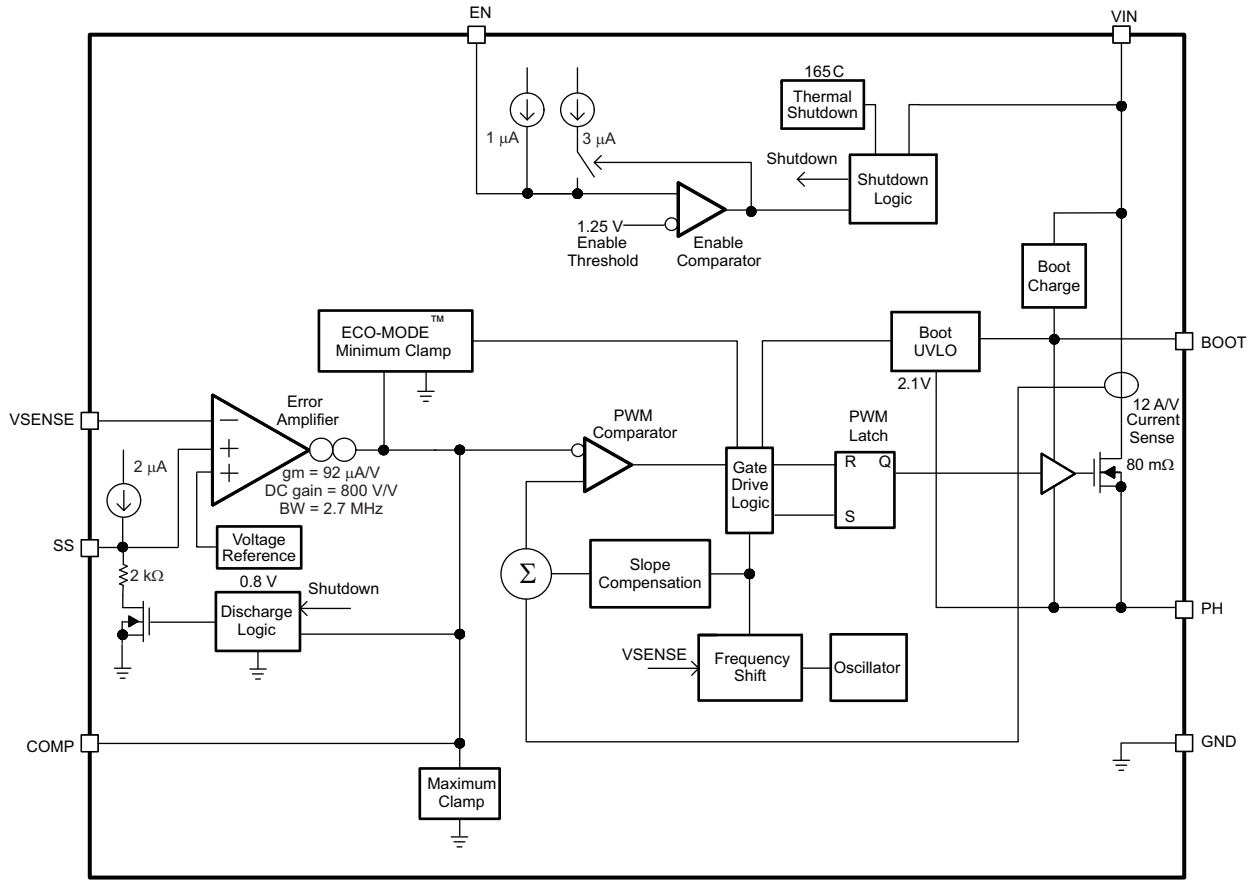 EN
VIN
165C
Thermal
Shutdown
1 μA
3 μA
Shutdown
Shutdown
Logic
1.25 V
Enable
Threshold
Enable
Comparator
Boot
Charge
ECO-MODE™
Minimum Clamp
Boot
UVLO
BOOT
2.1V
VSENSE
Error
Amplifier
PWM
Comparator
PWM
Latch
12 A/V
Current
Sense
80 mΩ
gm = 92 μA/V
DC gain = 800 V/V
BW = 2.7 MHz
2 μA
Gate
Drive
Logic
R Q
S
SS
Voltage
Reference
2 kΩ
0.8 V
Shutdown
Discharge
Logic
Σ
Slope
Compensation
PH
VSENSE
Frequency
Shift
Oscillator
COMP
GND
Maximum
Clamp